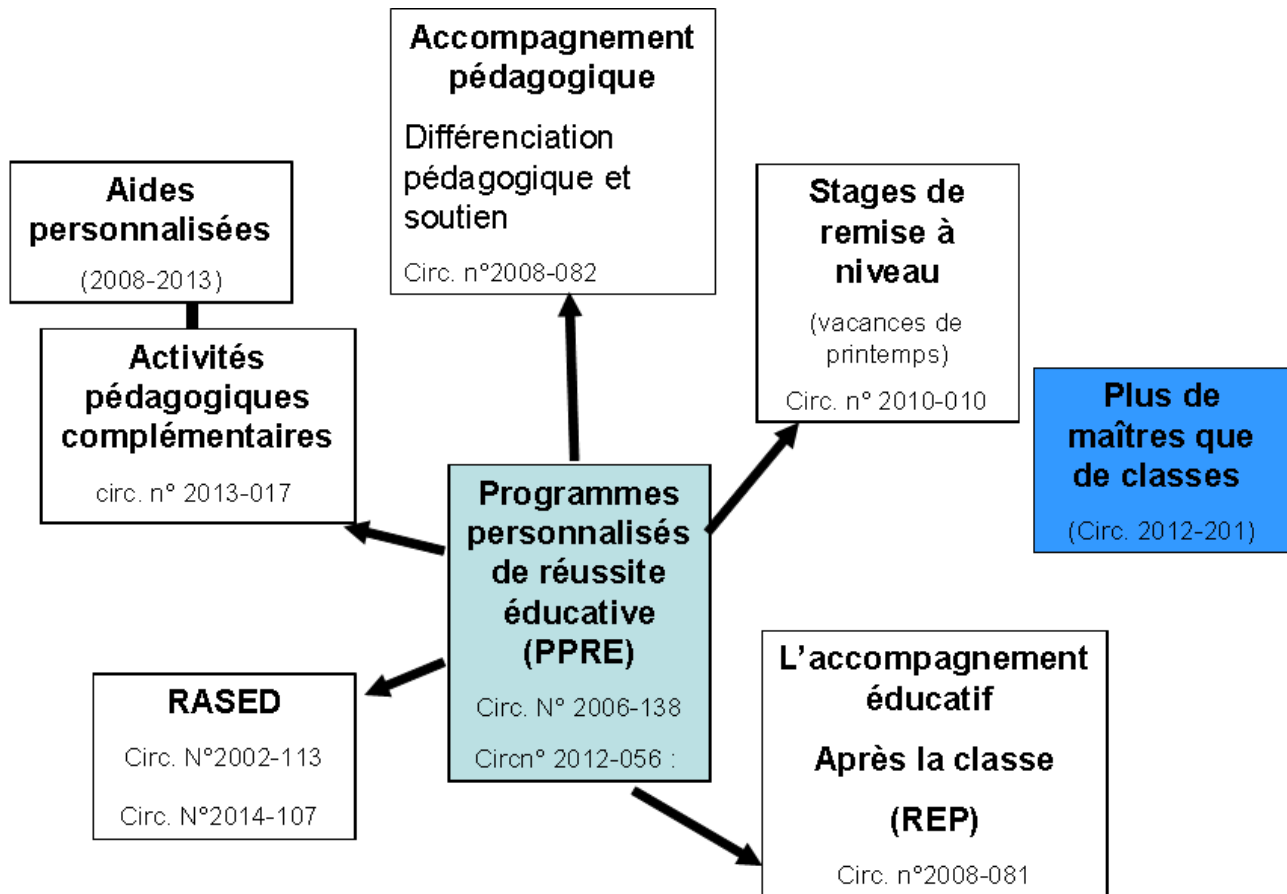 Accompagnement
pédagogique
Différenciation
pédagogique et
soutien
Circ. n°2008-082
Aides
personnalisées
(2008-2013)
Activités
pédagogiques
complémentaires
circ. n° 2013-017
Stages de
remise à
niveau
(vacances de
printemps)
Circ. n° 2010-010
Plus de
maîtres que
de classes
(Circ. 2012-201)
Programmes
personnalisés
de réussite
éducative
(PPRE)
Circ. N° 2006-138
Circn° 2012-056 :
RASED
Circ. N°2002-113
Circ. N°2014-107
L’accompagnement
éducatif
Après la classe
(REP)
Circ. n°2008-081